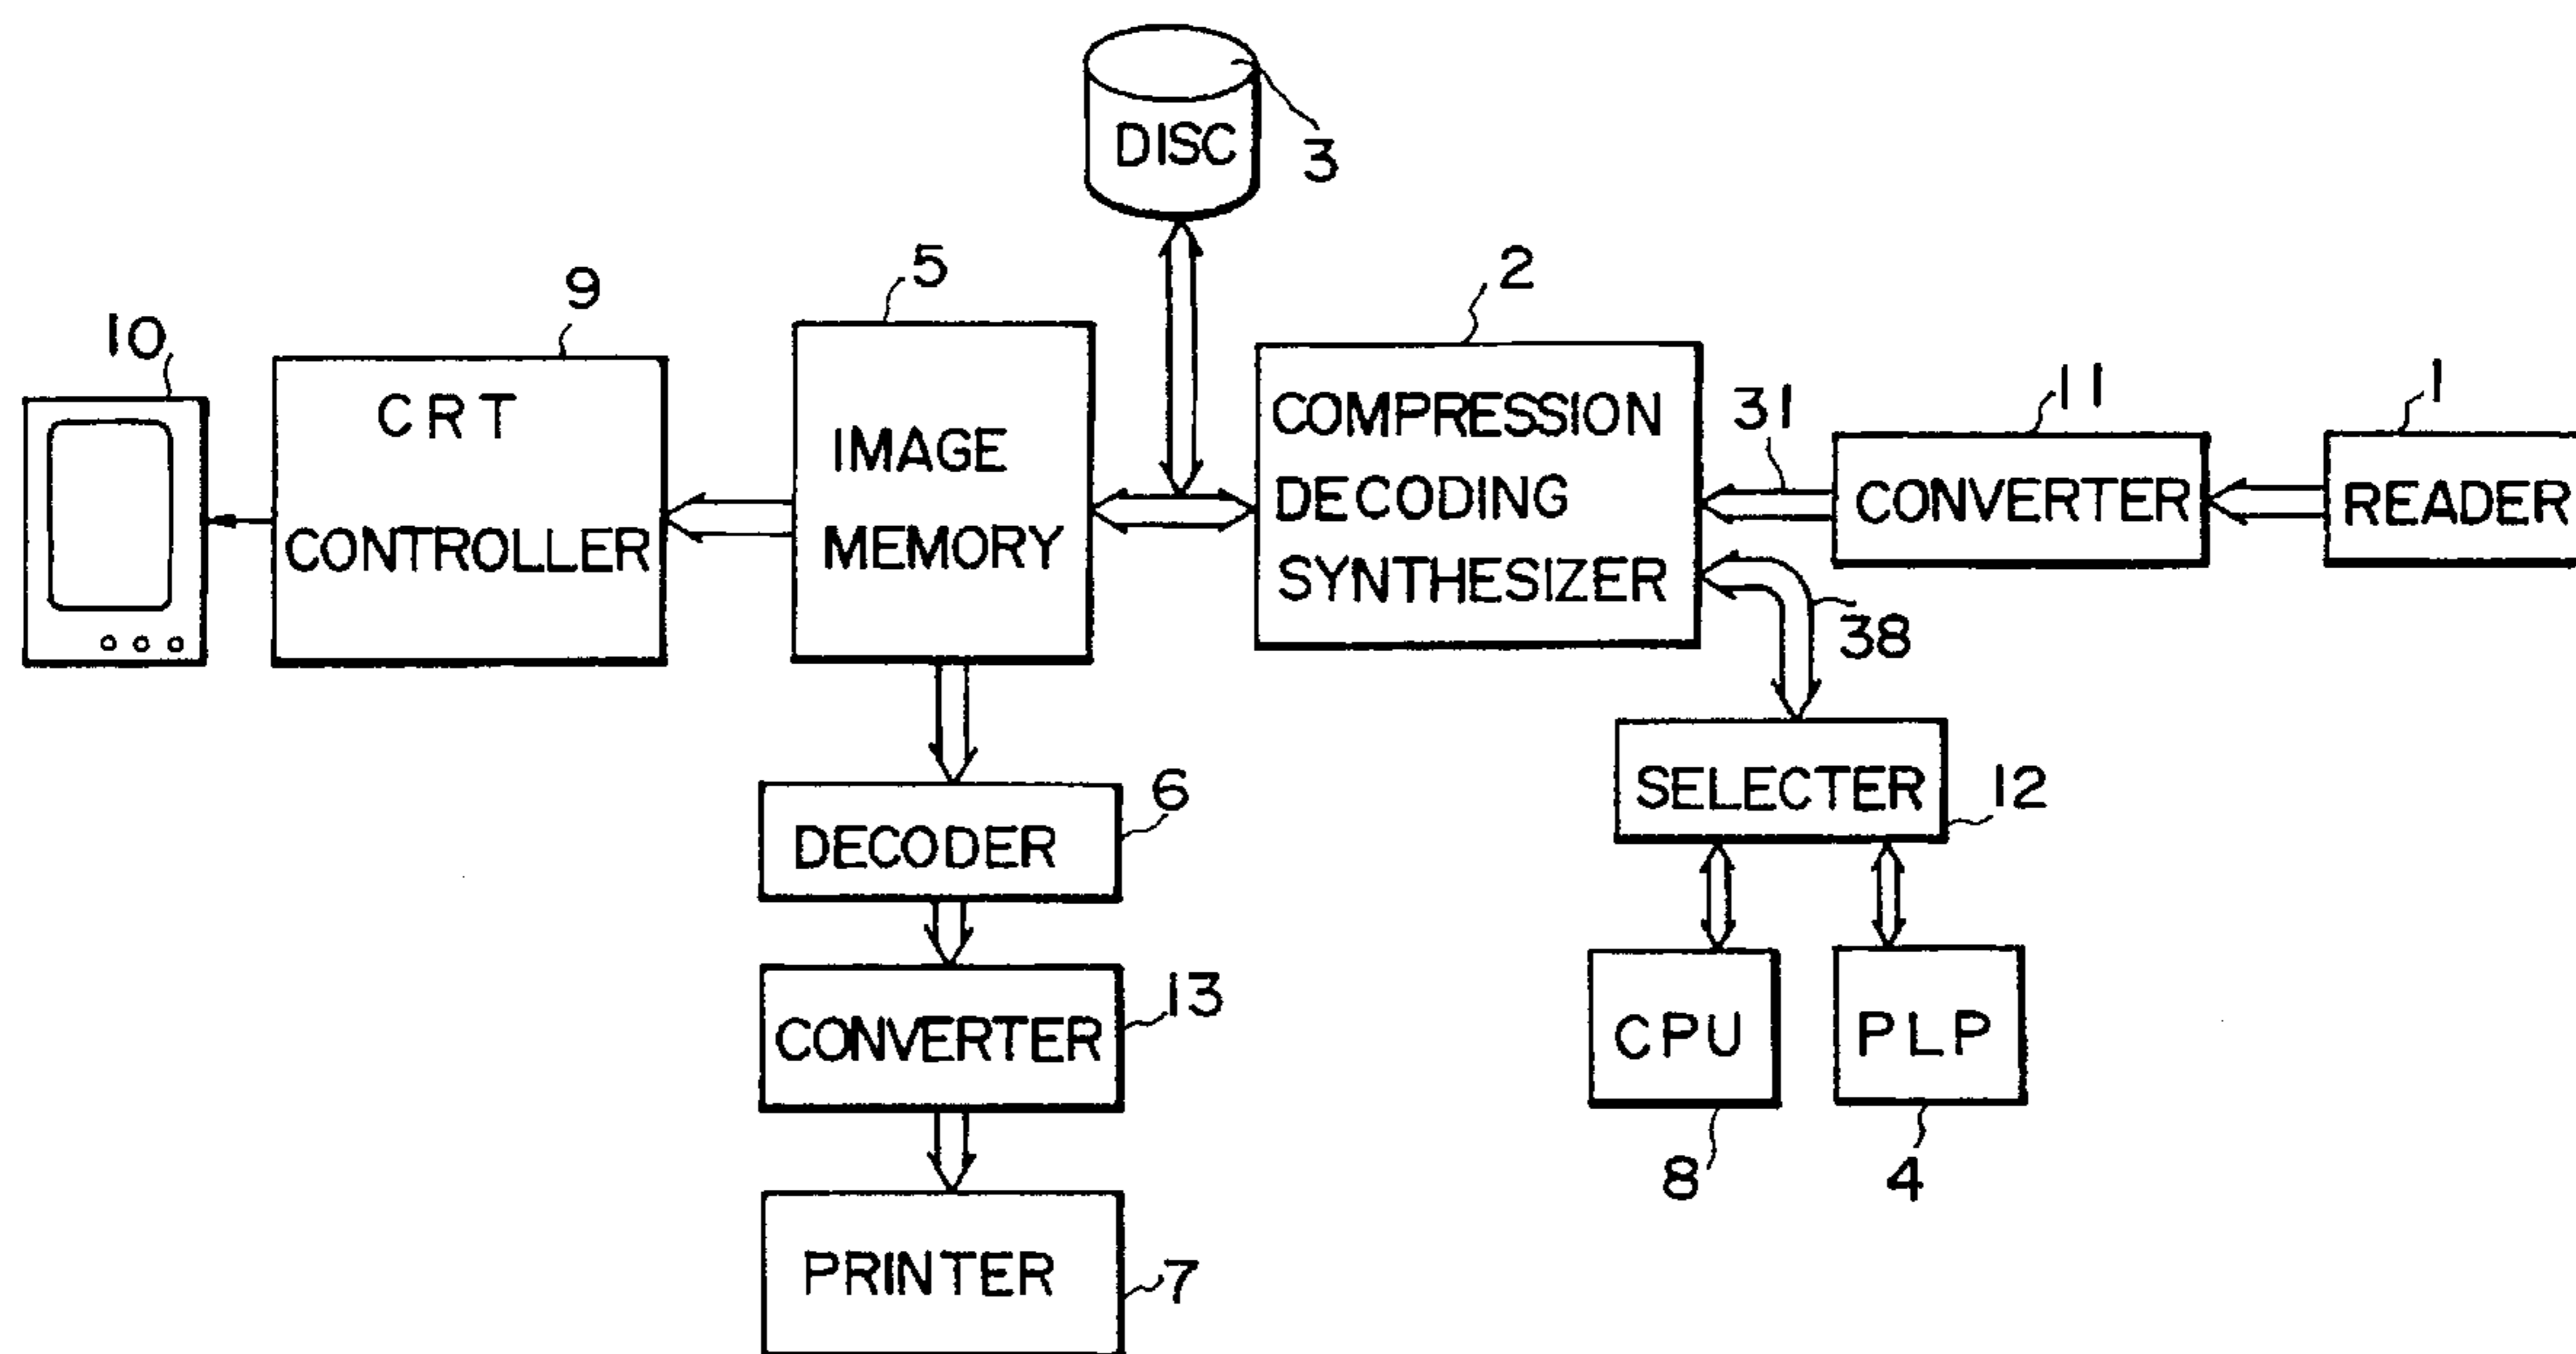 DISC
3
5
2
9
10
CRT
CONTROLLER
IMAGE
MEMORY
COMPRESSION
DECODING
SYNTHESIZER
31
11
CONVERTER
1
READER
38
SELECTER
12
DECODER
6
CONVERTER
13
CPU
8
PLP
4
PRINTER
7